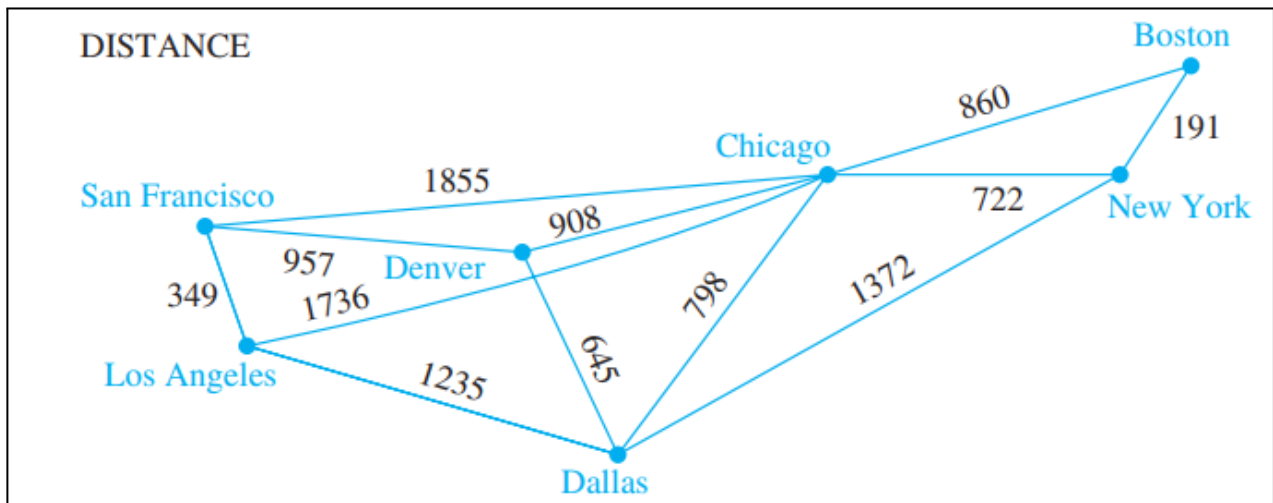 DISTANCE
Boston
860
191
Chicago
1855
San Francisco
908
722
New York
957
Denver
349
1736
798
1372
Los Angeles
1235
645
Dallas